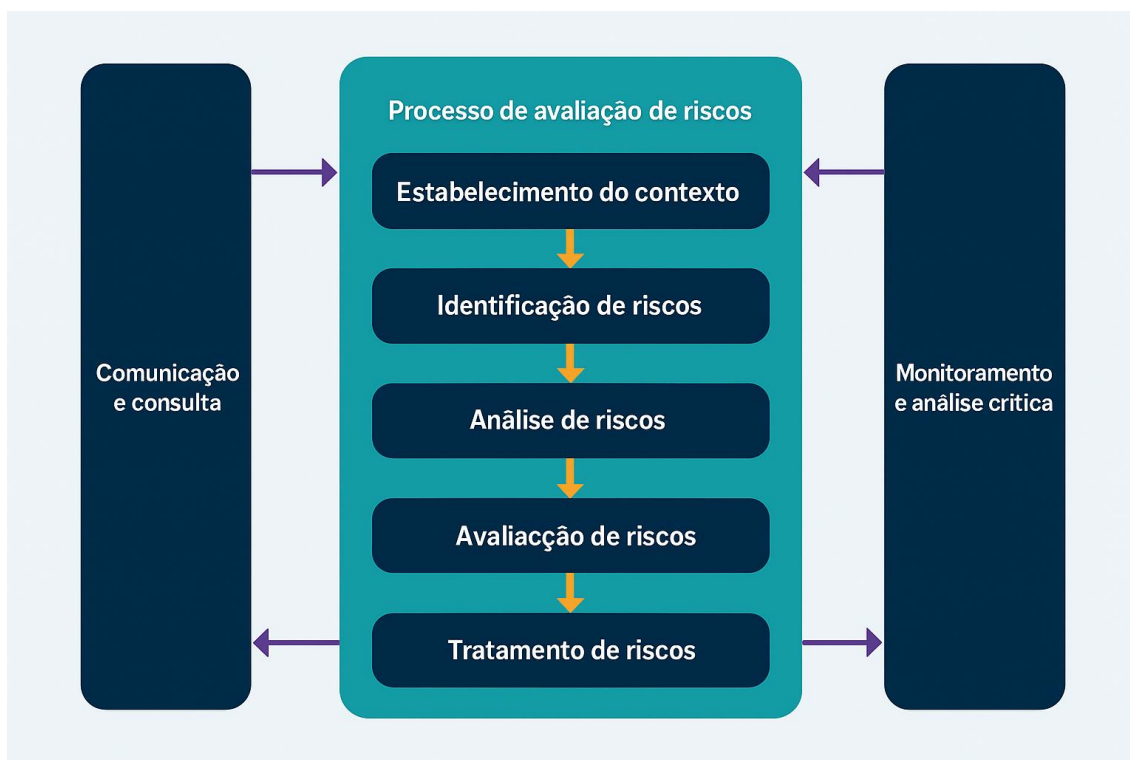 Processo de avaliação de riscos
Estabelecimento do contexto
Identificação de riscos
Comunicação
e consulta
Monitoramento
e anâlise critica
Anâlise de riscos
Avaliacção de riscos
Tratamento de riscos